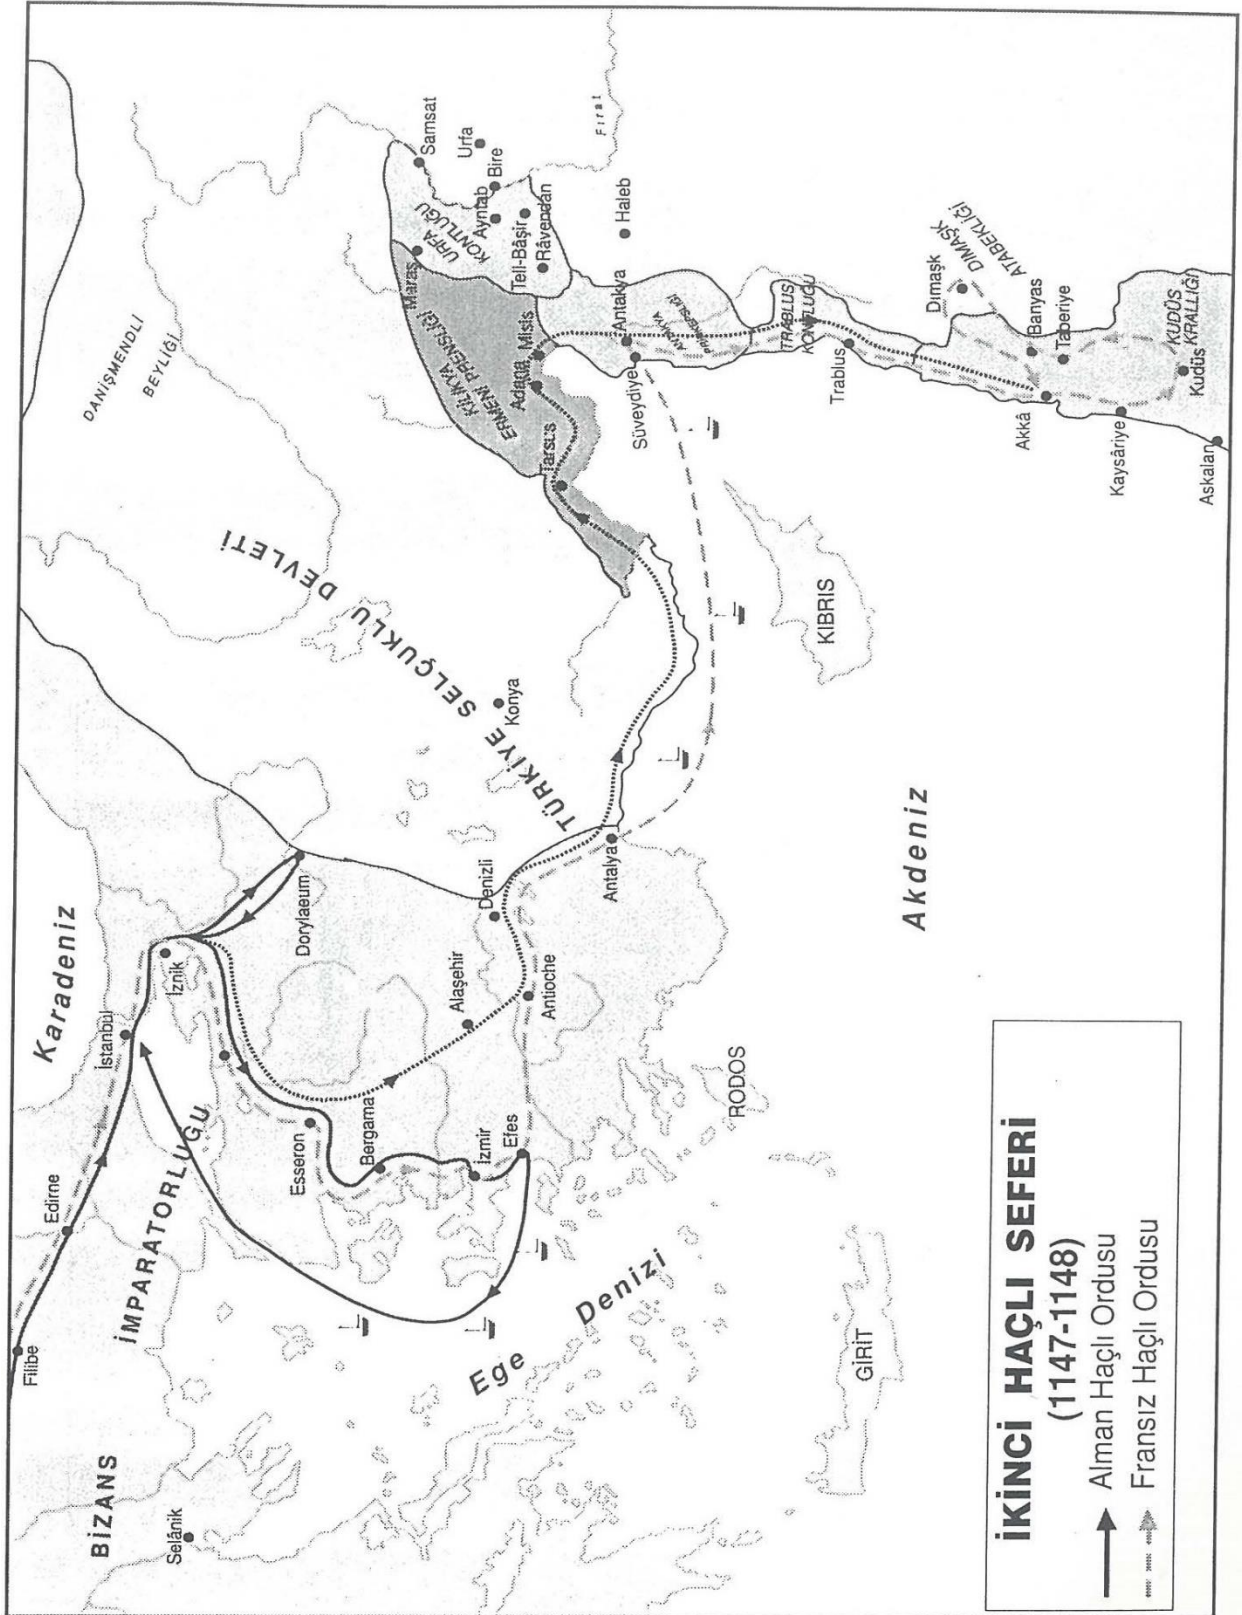 Karadeniz
DANİŞMENDLİ
BEYLİĞİ
TÜRKİYE SELÇUKLU DEVLETİ
BİZANS
İMPARATORLUĞU
Filibe
Edirne
İstanbul
İznik
Selânik
Dorylaeum
Esseron
Bergama
İzmir
Efes
Alaşehir
Antioche
Denizli
Antalya
Konya
KİLİKYA
ERMENİ PRENSLİĞİ
Tarsus
Adana
Misis
Maraş
URFA
KONTLUĞU
Samsat
Urfa
Bire
Ayntab
Tell-Bâşir
Râvendân
Fırat
Haleb
Antakya
Süveydiye
ANTAKYA
PRENSLİĞİ
TRABLUS
KONTLUĞU
Trablus
Dımaşk
DIMAŞK
ATABEKLİĞİ
Banyas
Taberiye
Akkâ
Kaysâriye
KUDÜS
KRALLIĞI
Kudüs
Askalan
KIBRIS
RODOS
GİRİT
Ege Denizi
Akdeniz
İKİNCİ HAÇLI SEFERİ
(1147-1148)
Alman Haçlı Ordusu
Fransız Haçlı Ordusu